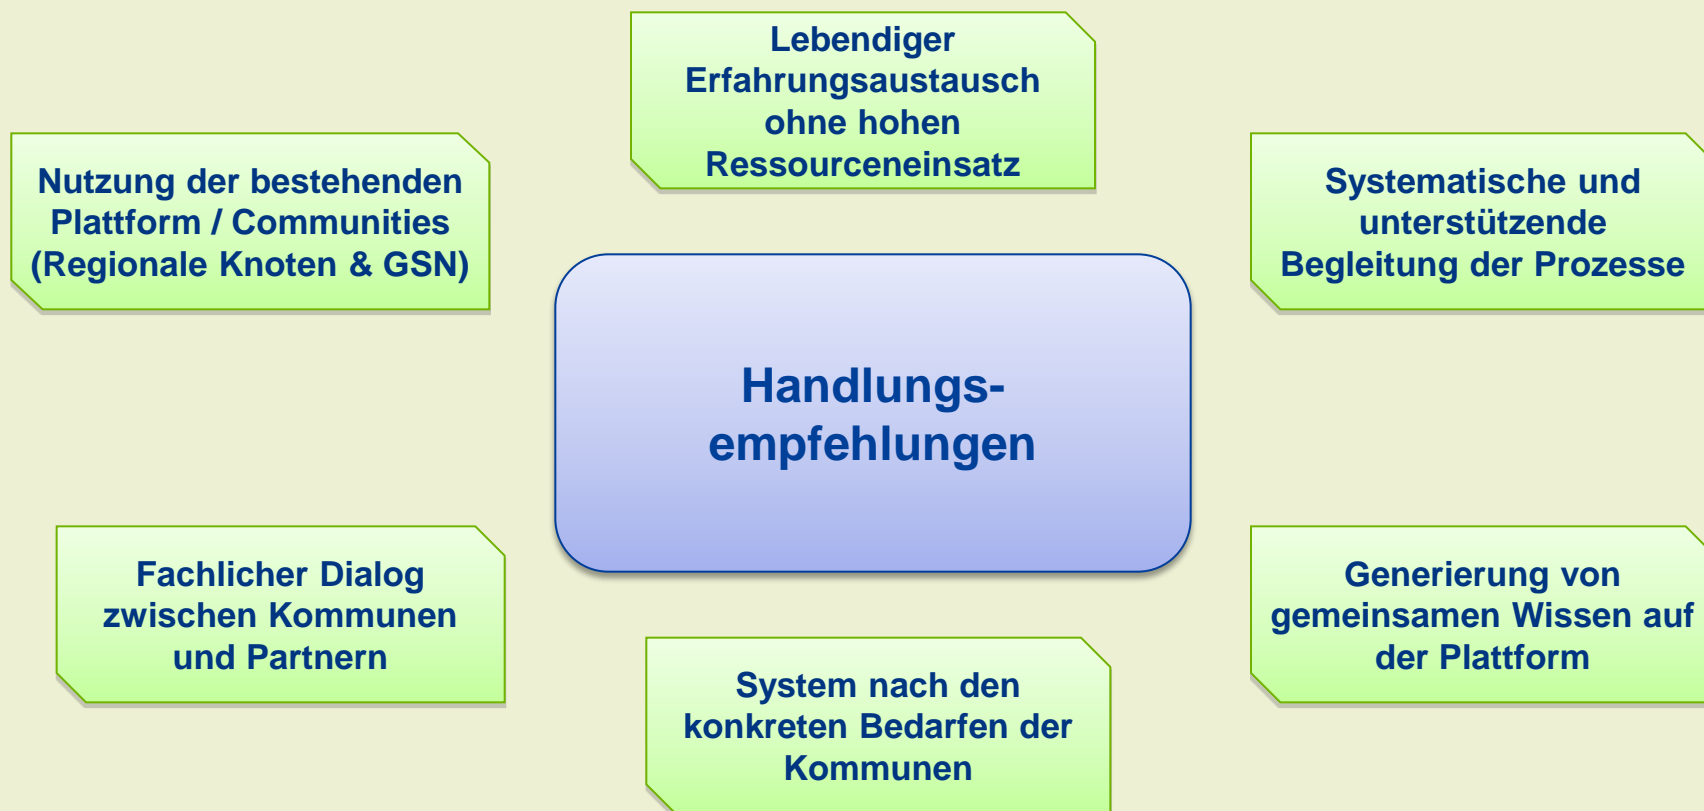 Lebendiger
Erfahrungsaustausch
ohne hohen
Ressourceneinsatz
Nutzung der bestehenden
Plattform / Communities
(Regionale Knoten & GSN)
Systematische und
unterstützende
Begleitung der Prozesse
Handlungs-
empfehlungen
Fachlicher Dialog
zwischen Kommunen
und Partnern
Generierung von
gemeinsamen Wissen auf
der Plattform
System nach den
konkreten Bedarfen der
Kommunen